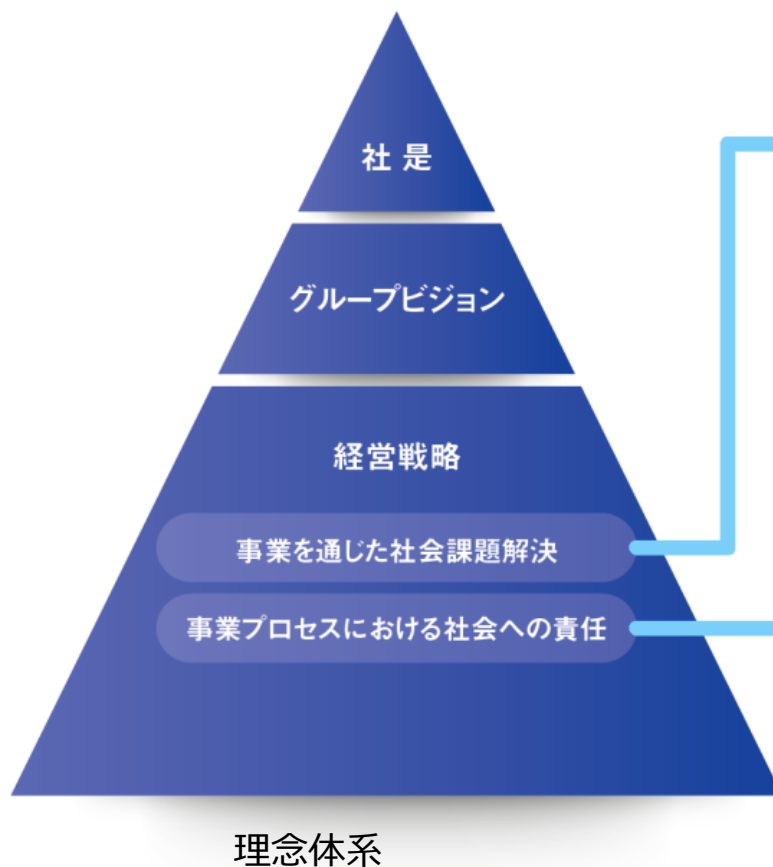 社是
グループビジョン
経営戦略
事業を通じた社会課題解決
事業プロセスにおける社会への責任
理念体系